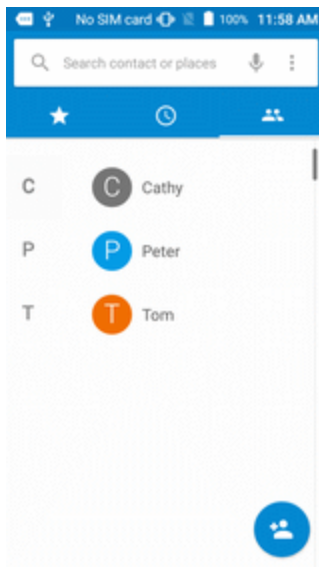 No SIM card 100% 11:58 AM
Search contact or places
C C Cathy
P P Peter
T T Tom